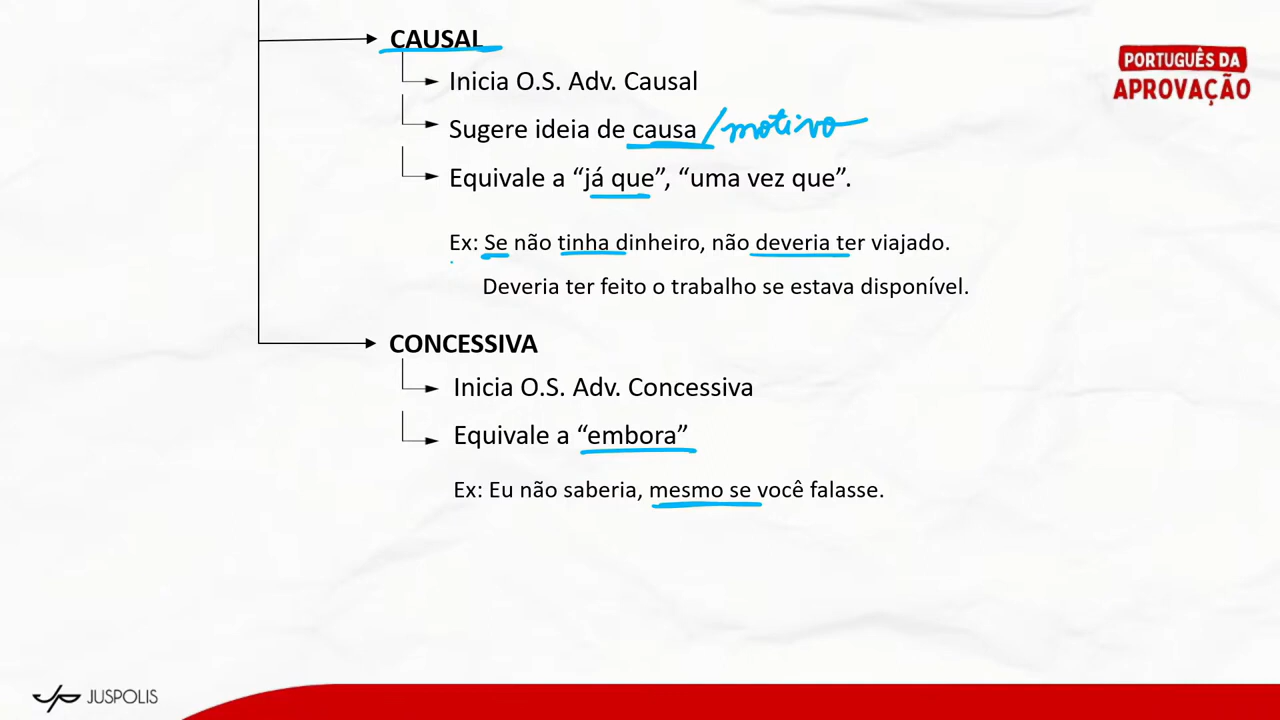 CAUSAL
PORTUGUÊS DA
APROVAÇÃO
Inicia O.S. Adv. Causal
Sugere ideia de causa /motivo
Equivale a “já que”, “uma vez que”.
Ex: Se não tinha dinheiro, não deveria ter viajado.
Deveria ter feito o trabalho se estava disponível.
CONCESSIVA
Inicia O.S. Adv. Concessiva
Equivale a “embora”
Ex: Eu não saberia, mesmo se você falasse.
JUSPOLIS